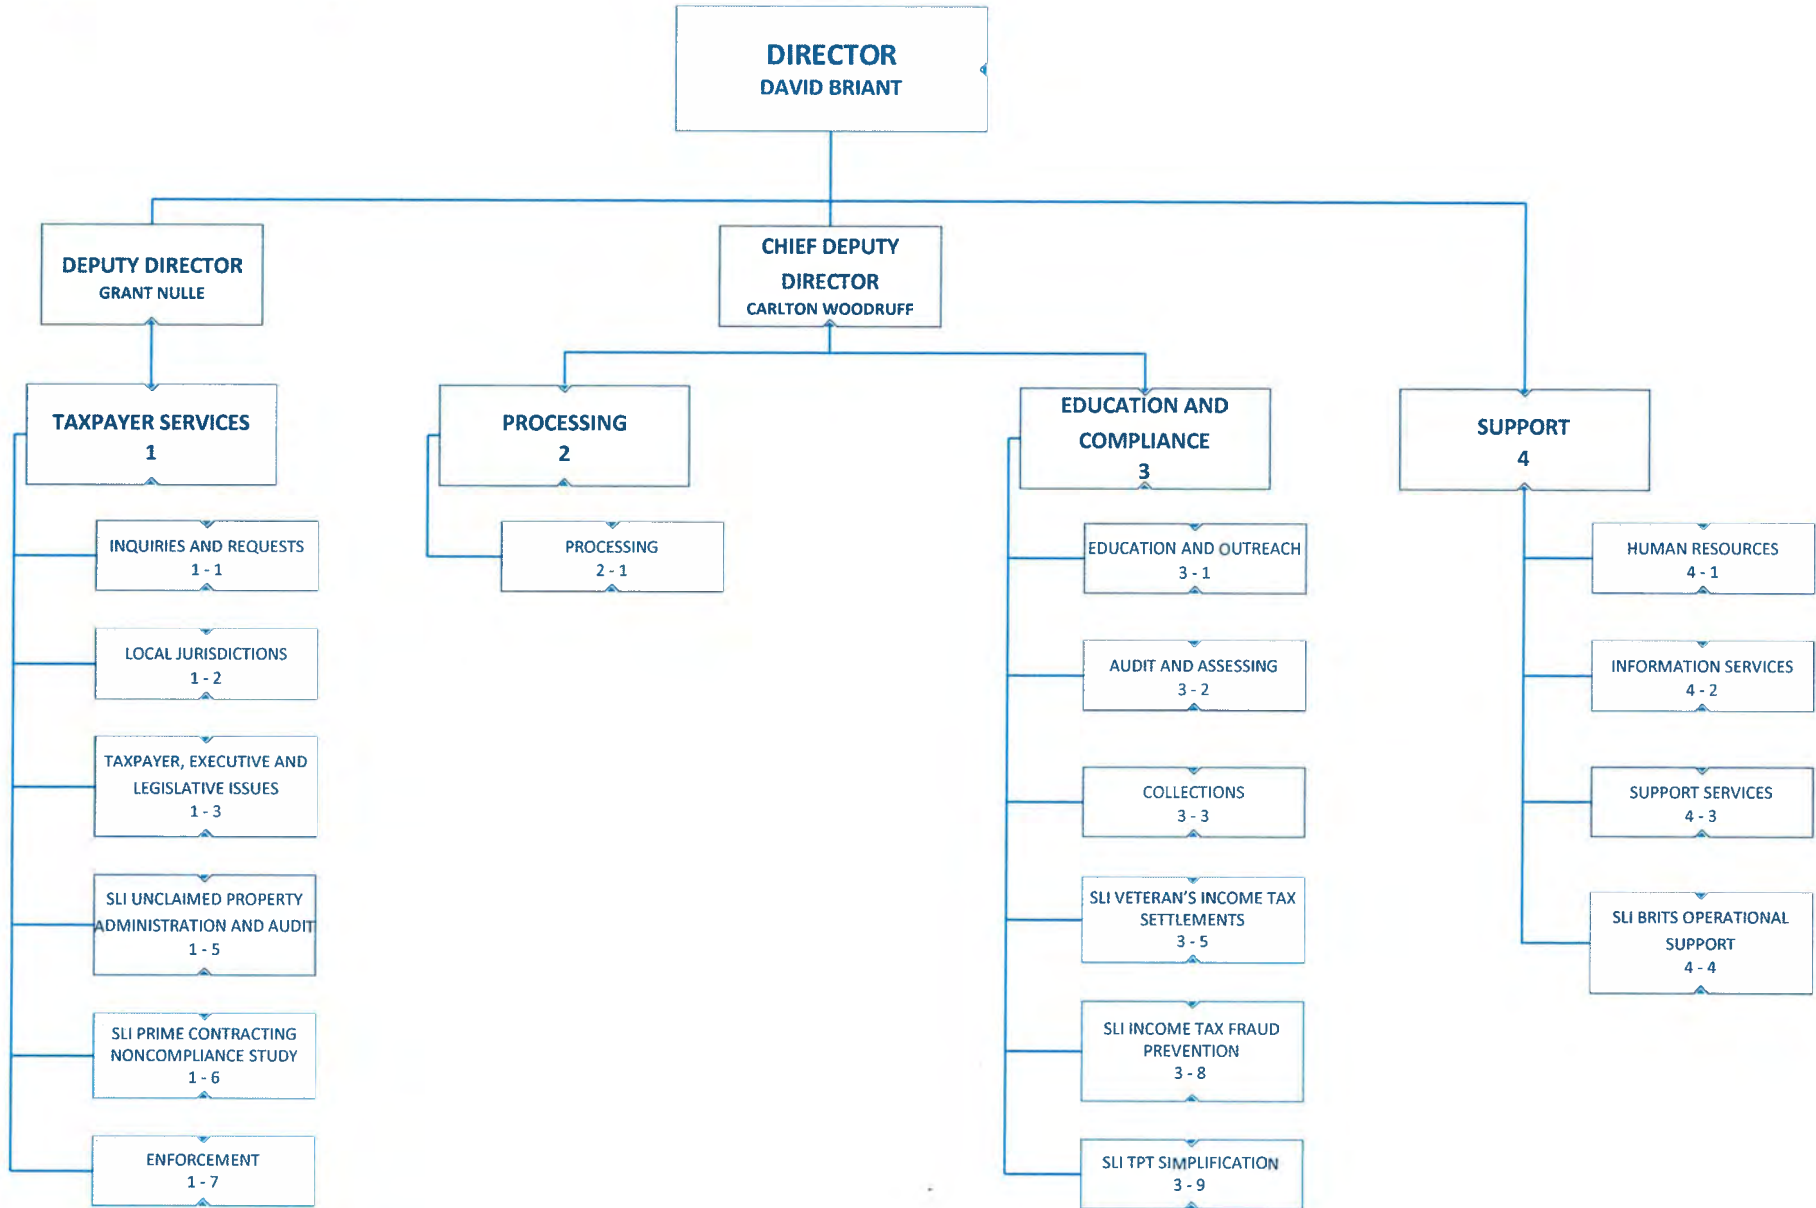 DIRECTOR
DAVID BRIANT
DEPUTY DIRECTOR
GRANT NULLE
CHIEF DEPUTY
DIRECTOR
CARLTON WOODRUFF
TAXPAYER SERVICES
1
INQUIRIES AND REQUESTS
1 - 1
LOCAL JURISDICTIONS
1 - 2
TAXPAYER, EXECUTIVE AND
LEGISLATIVE ISSUES
1 - 3
SLI UNCLAIMED PROPERTY
ADMINISTRATION AND AUDIT
1 - 5
SLI PRIME CONTRACTING
NONCOMPLIANCE STUDY
1 - 6
ENFORCEMENT
1 - 7
PROCESSING
2
PROCESSING
2 - 1
EDUCATION AND
COMPLIANCE
3
EDUCATION AND OUTREACH
3 - 1
AUDIT AND ASSESSING
3 - 2
COLLECTIONS
3 - 3
SLI VETERAN'S INCOME TAX
SETTLEMENTS
3 - 5
SLI INCOME TAX FRAUD
PREVENTION
3 - 8
SLI TPT SIMPLIFICATION
3 - 9
SUPPORT
4
HUMAN RESOURCES
4 - 1
INFORMATION SERVICES
4 - 2
SUPPORT SERVICES
4 - 3
SLI BRITS OPERATIONAL
SUPPORT
4 - 4